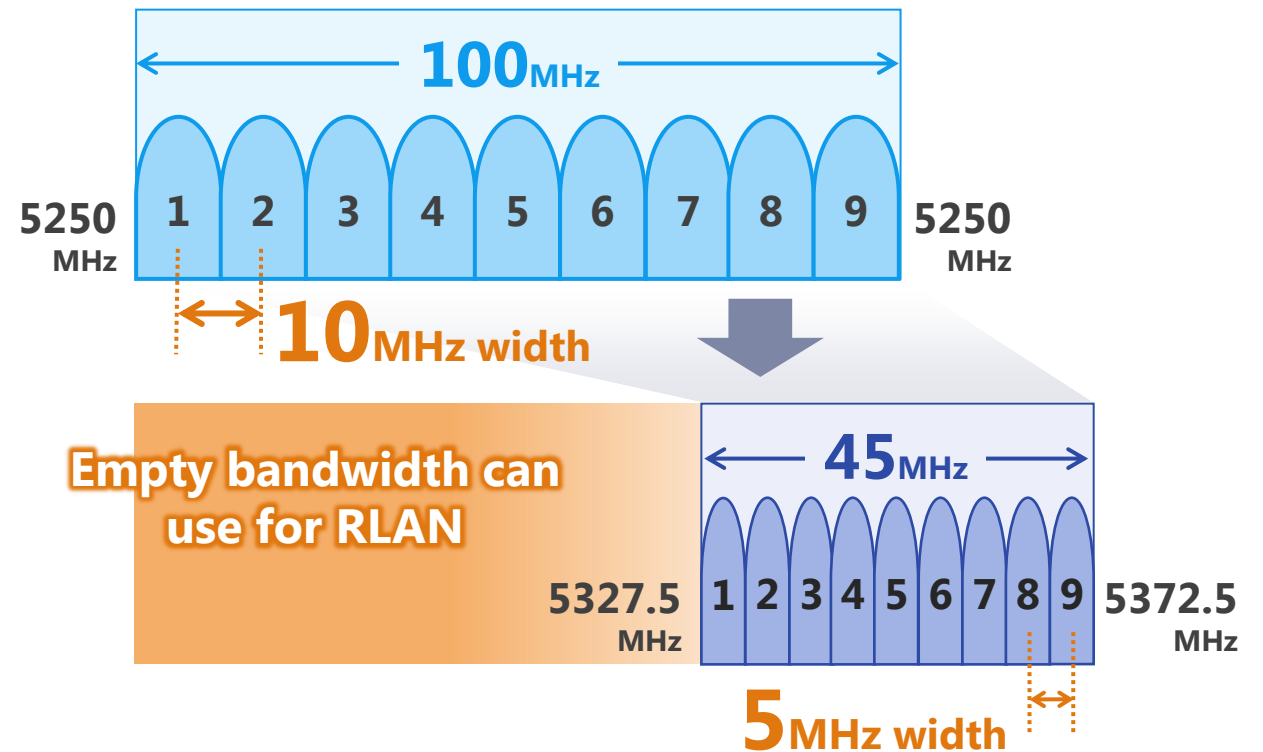 100MHz
1 2 3 4 5 6 7 8 9
5250
MHz
5250
MHz
10MHz width
Empty bandwidth can
use for RLAN
45MHz
5327.5
MHz
1 2 3 4 5 6 7 8 9
5372.5
MHz
5MHz width